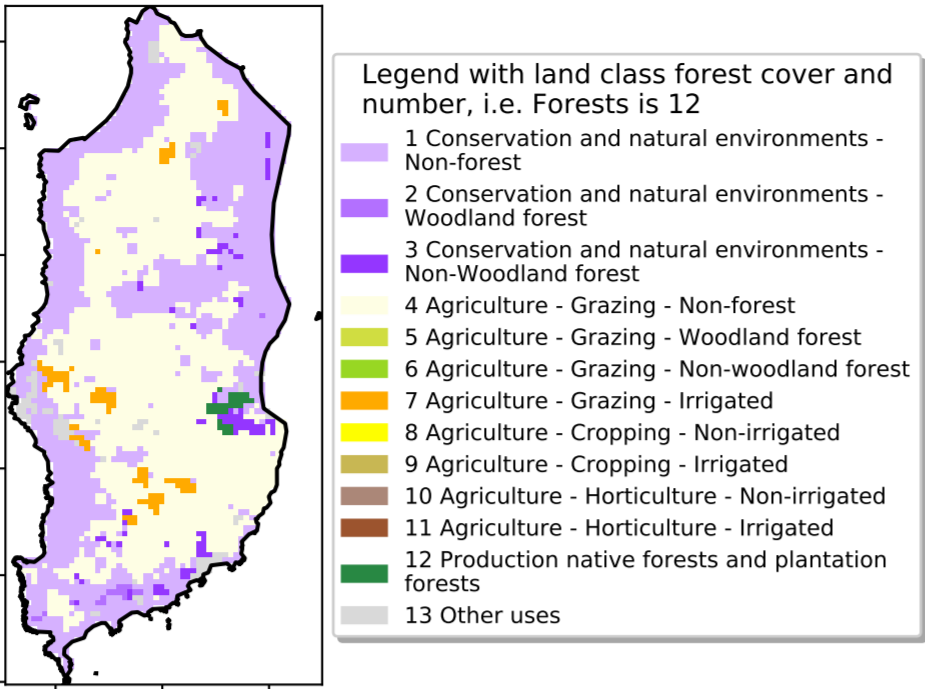 Legend with land class forest cover and
number, i.e. Forests is 12
1 Conservation and natural environments -
Non-forest
2 Conservation and natural environments -
Woodland forest
3 Conservation and natural environments -
Non-Woodland forest
4 Agriculture - Grazing - Non-forest
5 Agriculture - Grazing - Woodland forest
6 Agriculture - Grazing - Non-woodland forest
7 Agriculture - Grazing - Irrigated
8 Agriculture - Cropping - Non-irrigated
9 Agriculture - Cropping - Irrigated
10 Agriculture - Horticulture - Non-irrigated
11 Agriculture - Horticulture - Irrigated
12 Production native forests and plantation
forests
13 Other uses